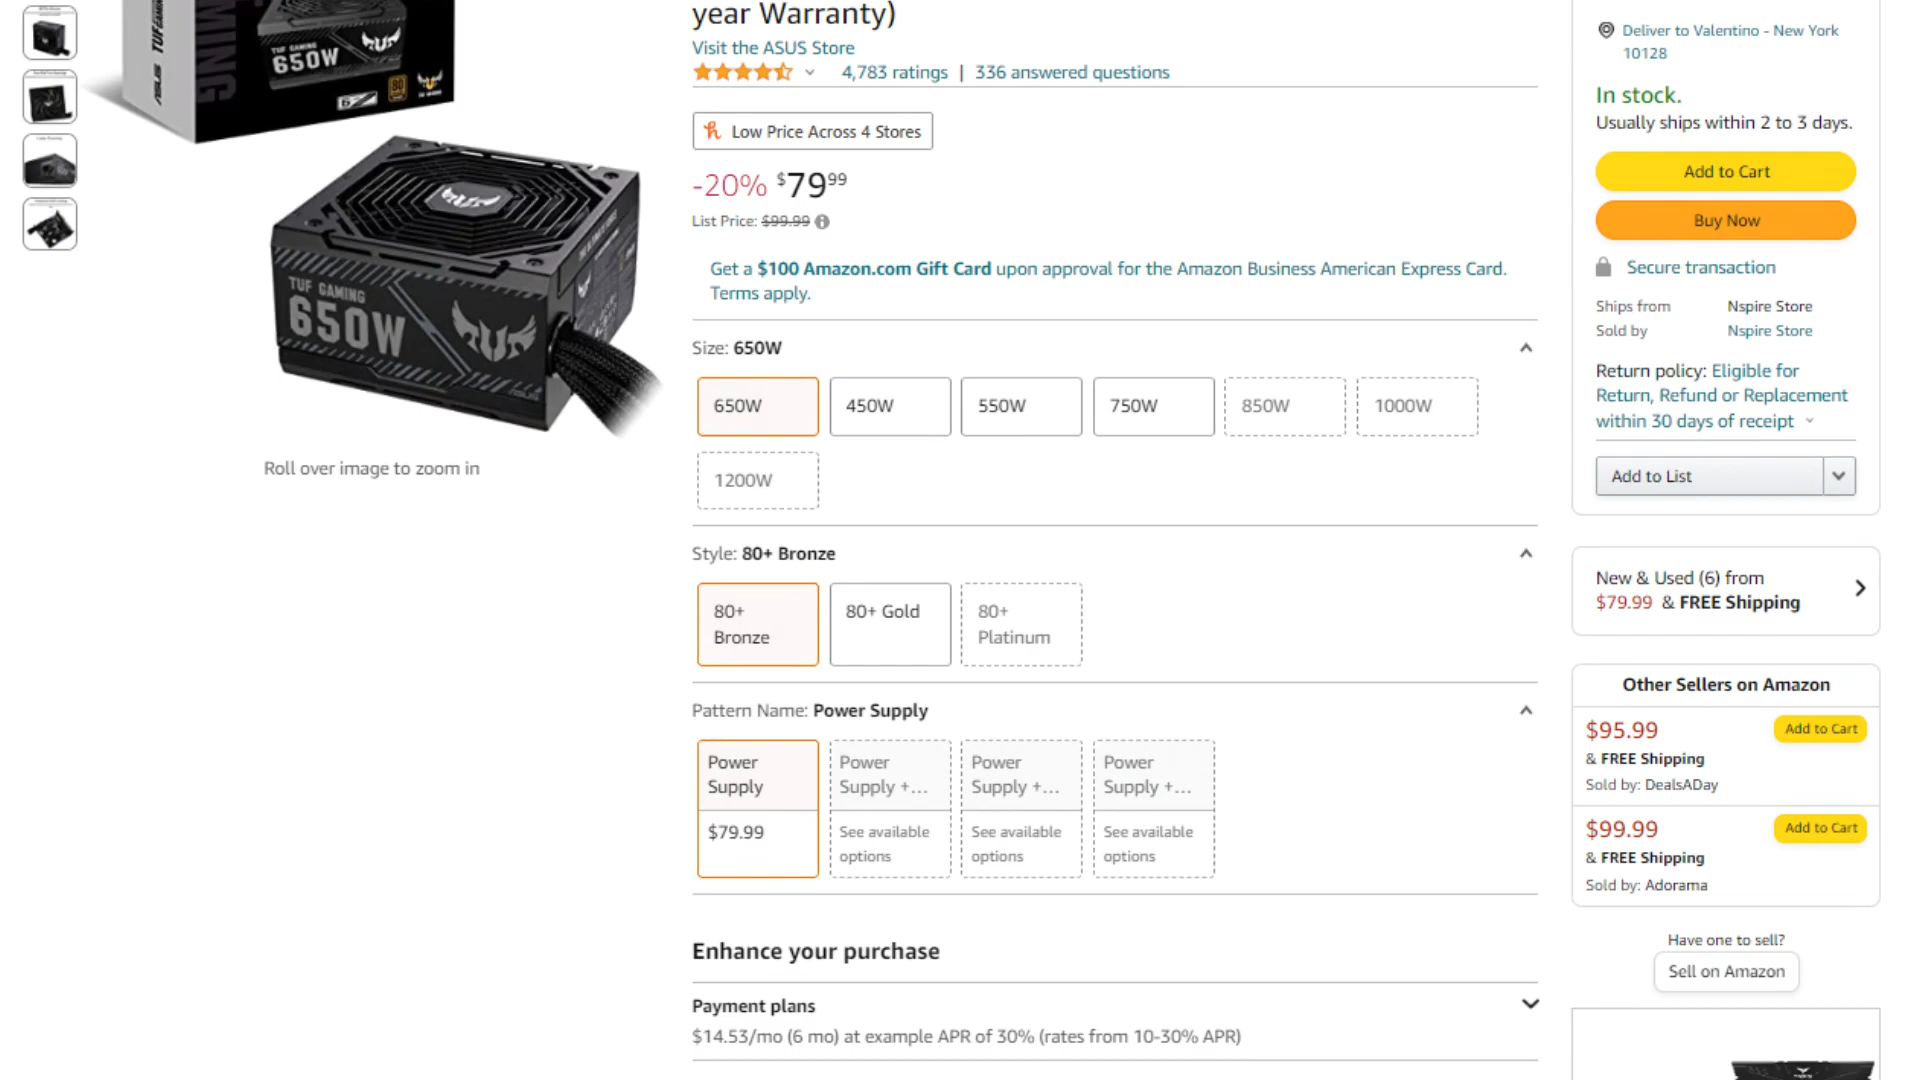 GAMING
TUF GAMING
ASUS
TUF GAMING
650W
TUF GAMING
650W
ASUS
Roll over image to zoom in
year Warranty)
Visit the ASUS Store
4,783 ratings | 336 answered questions
Low Price Across 4 Stores
-20% $79 99
List Price: $99.99
Get a $100 Amazon.com Gift Card upon approval for the Amazon Business American Express Card.
Terms apply.
Size: 650W
650W 450W 550W 750W 850W 1000W
1200W
Style: 80+ Bronze
80+
Bronze
80+ Gold
80+
Platinum
Pattern Name: Power Supply
Power
Supply
$79.99
Power
Supply +...
See available
options
Power
Supply +...
See available
options
Power
Supply +...
See available
options
Enhance your purchase
Payment plans
$14.53/mo (6 mo) at example APR of 30% (rates from 10-30% APR)
Deliver to Valentino - New York
10128
In stock.
Usually ships within 2 to 3 days.
Add to Cart
Buy Now
Secure transaction
Ships from Nspire Store
Sold by Nspire Store
Return policy: Eligible for
Return, Refund or Replacement
within 30 days of receipt
Add to List
New & Used (6) from
$79.99 & FREE Shipping
Other Sellers on Amazon
$95.99 Add to Cart
& FREE Shipping
Sold by: DealsADay
$99.99 Add to Cart
& FREE Shipping
Sold by: Adorama
Have one to sell?
Sell on Amazon